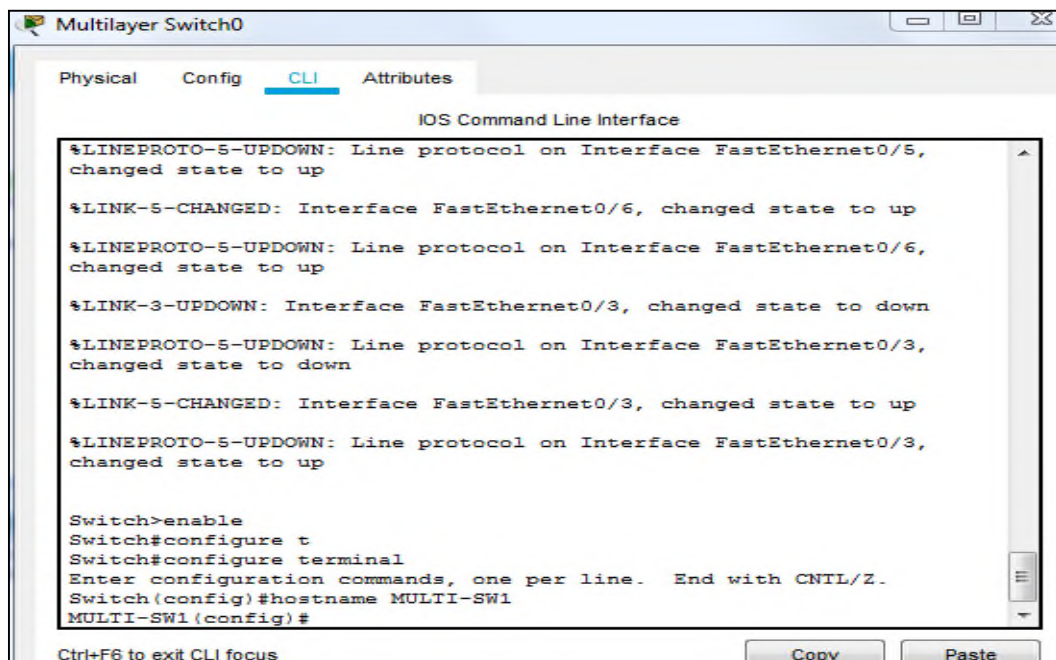 Multilayer Switch0
Physical Config CLI Attributes
IOS Command Line Interface
%LINEPROTO-5-UPDOWN: Line protocol on Interface FastEthernet0/5,
changed state to up
%LINK-5-CHANGED: Interface FastEthernet0/6, changed state to up
%LINEPROTO-5-UPDOWN: Line protocol on Interface FastEthernet0/6,
changed state to up
%LINK-3-UPDOWN: Interface FastEthernet0/3, changed state to down
%LINEPROTO-5-UPDOWN: Line protocol on Interface FastEthernet0/3,
changed state to down
%LINK-5-CHANGED: Interface FastEthernet0/3, changed state to up
%LINEPROTO-5-UPDOWN: Line protocol on Interface FastEthernet0/3,
changed state to up
Switch>enable
Switch#configure t
Switch#configure terminal
Enter configuration commands, one per line. End with CNTL/Z.
Switch(config)#hostname MULTI-SW1
MULTI-SW1(config)#
Ctrl+F6 to exit CLI focus
Copy Paste